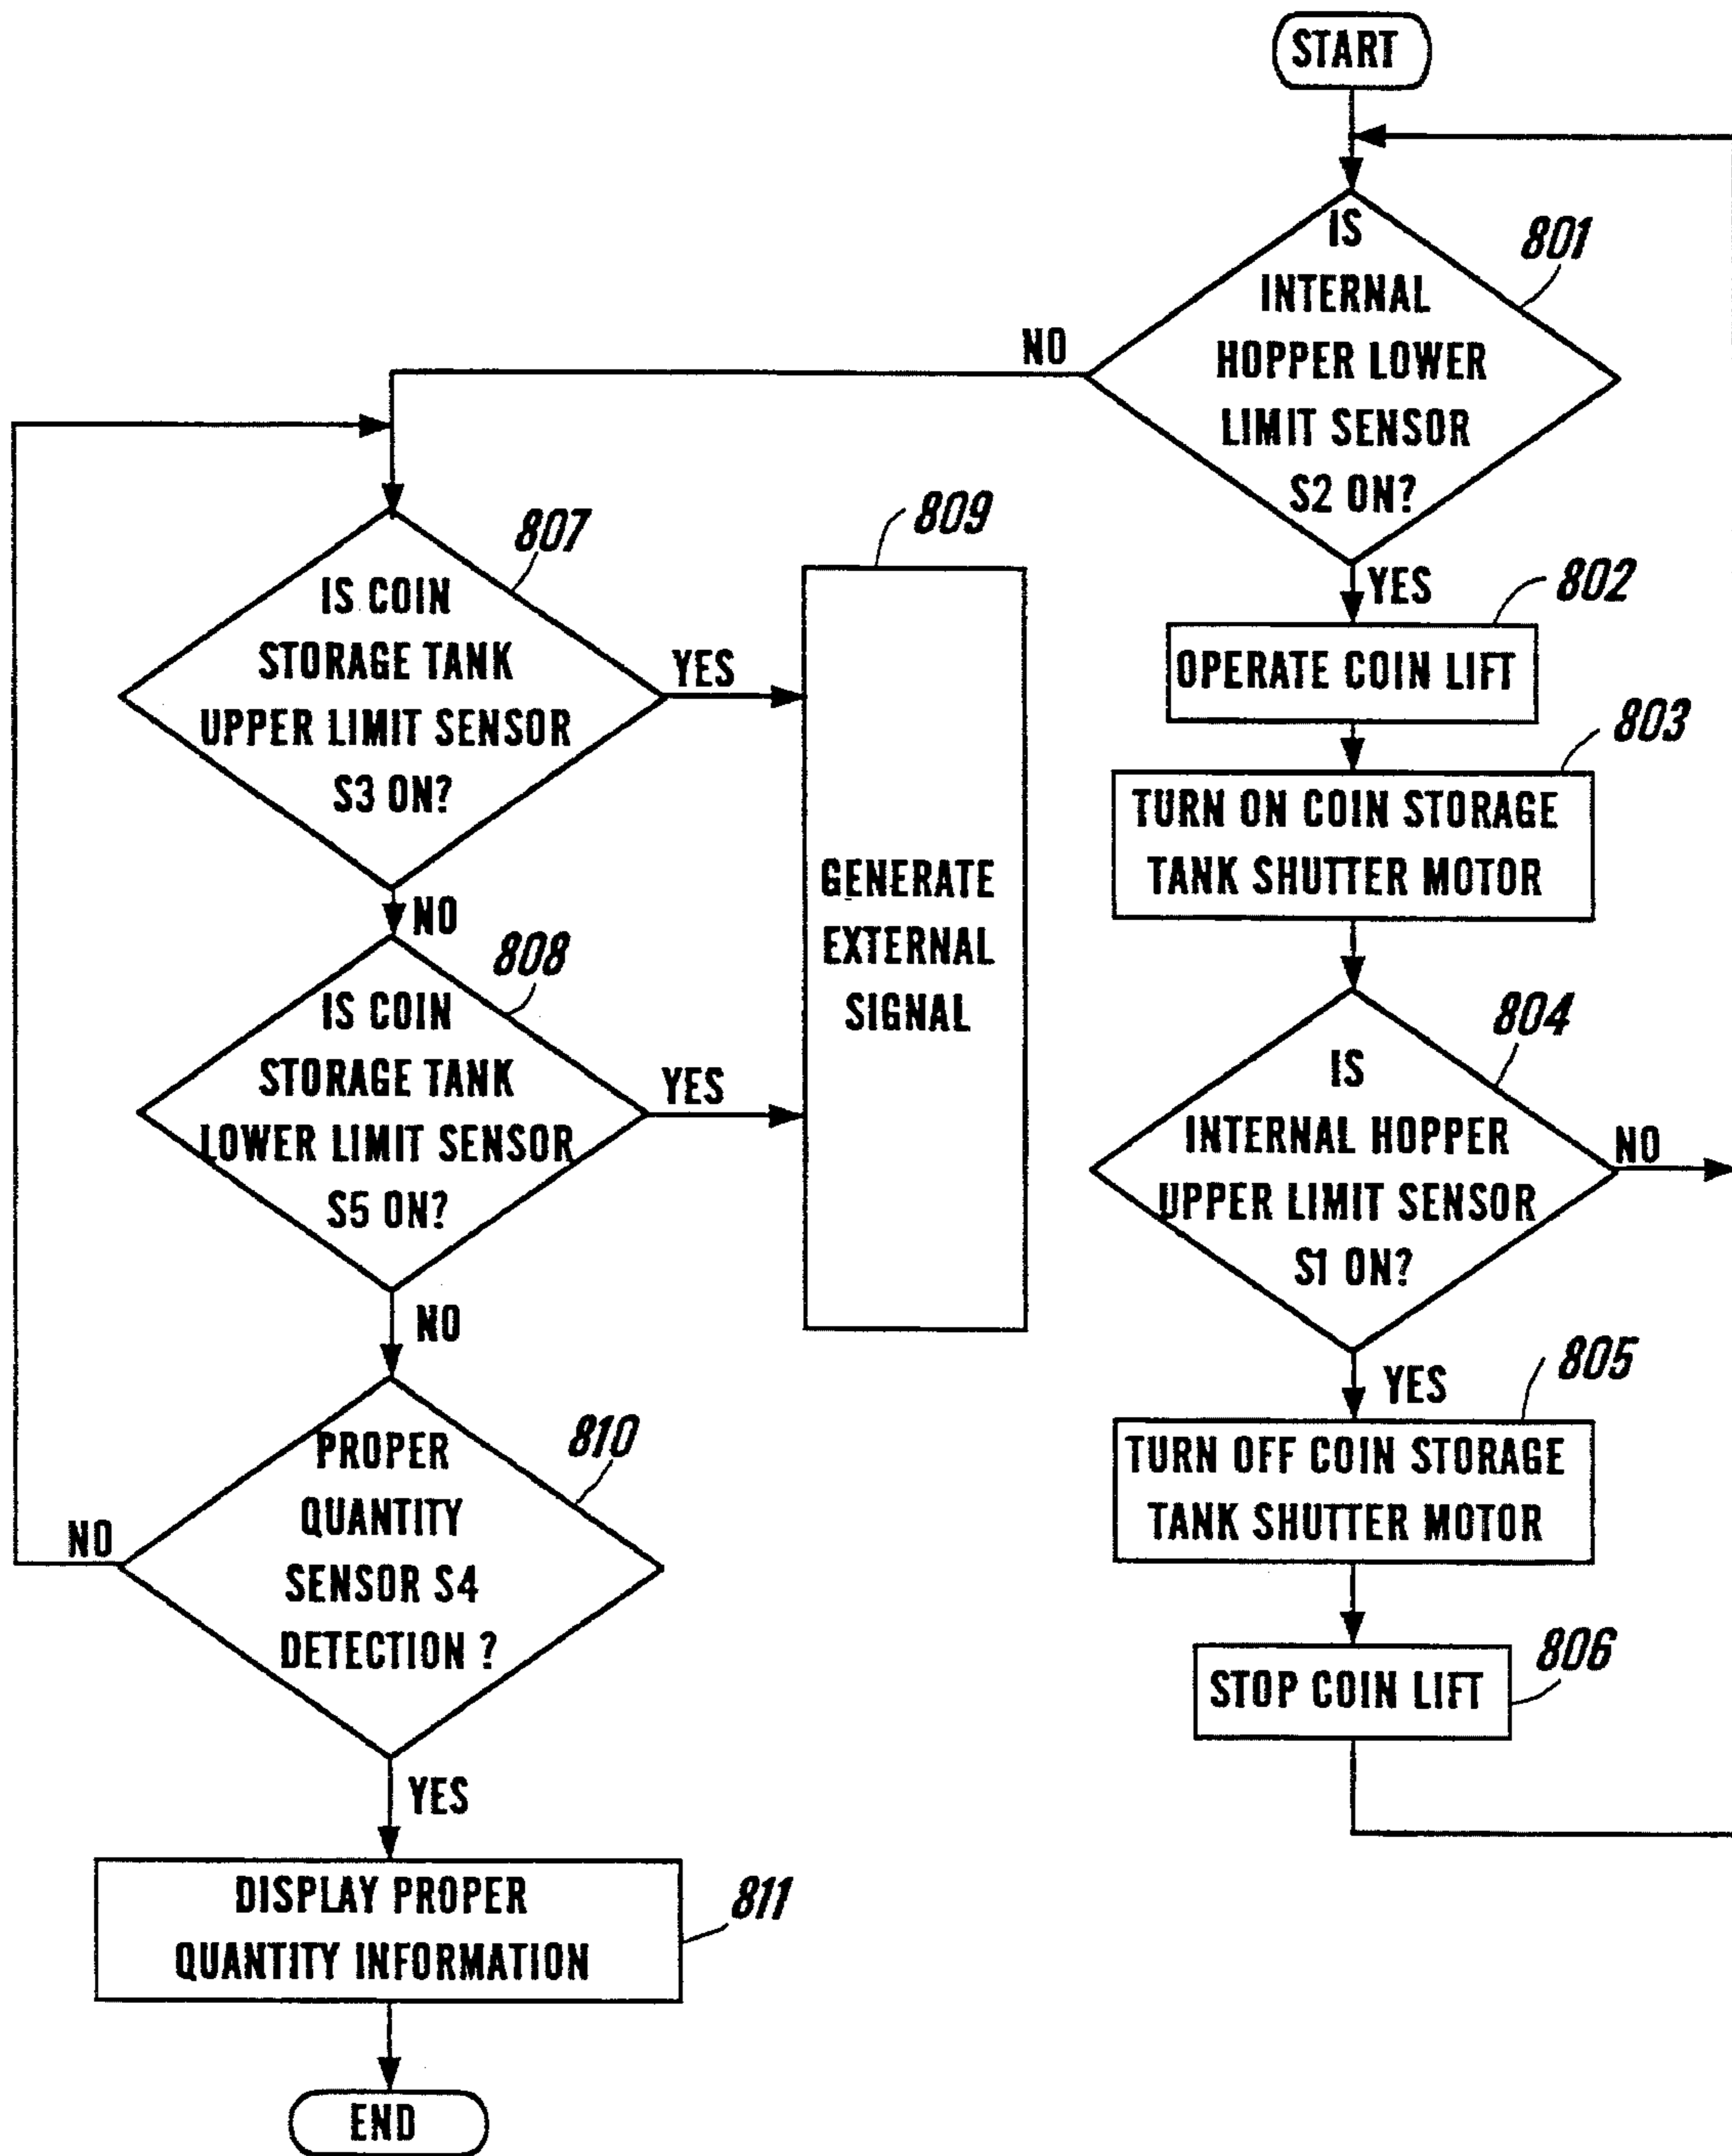 START
IS
INTERNAL
HOPPER LOWER
LIMIT SENSOR
S2 ON?
801
NO
YES
802
OPERATE COIN LIFT
803
TURN ON COIN STORAGE
TANK SHUTTER MOTOR
804
IS
INTERNAL HOPPER
UPPER LIMIT SENSOR
S1 ON?
NO
YES
805
TURN OFF COIN STORAGE
TANK SHUTTER MOTOR
806
STOP COIN LIFT
807
IS COIN
STORAGE TANK
UPPER LIMIT SENSOR
S3 ON?
YES
NO
808
IS COIN
STORAGE TANK
LOWER LIMIT SENSOR
S5 ON?
YES
NO
809
GENERATE
EXTERNAL
SIGNAL
810
PROPER
QUANTITY
SENSOR S4
DETECTION ?
NO
YES
811
DISPLAY PROPER
QUANTITY INFORMATION
END